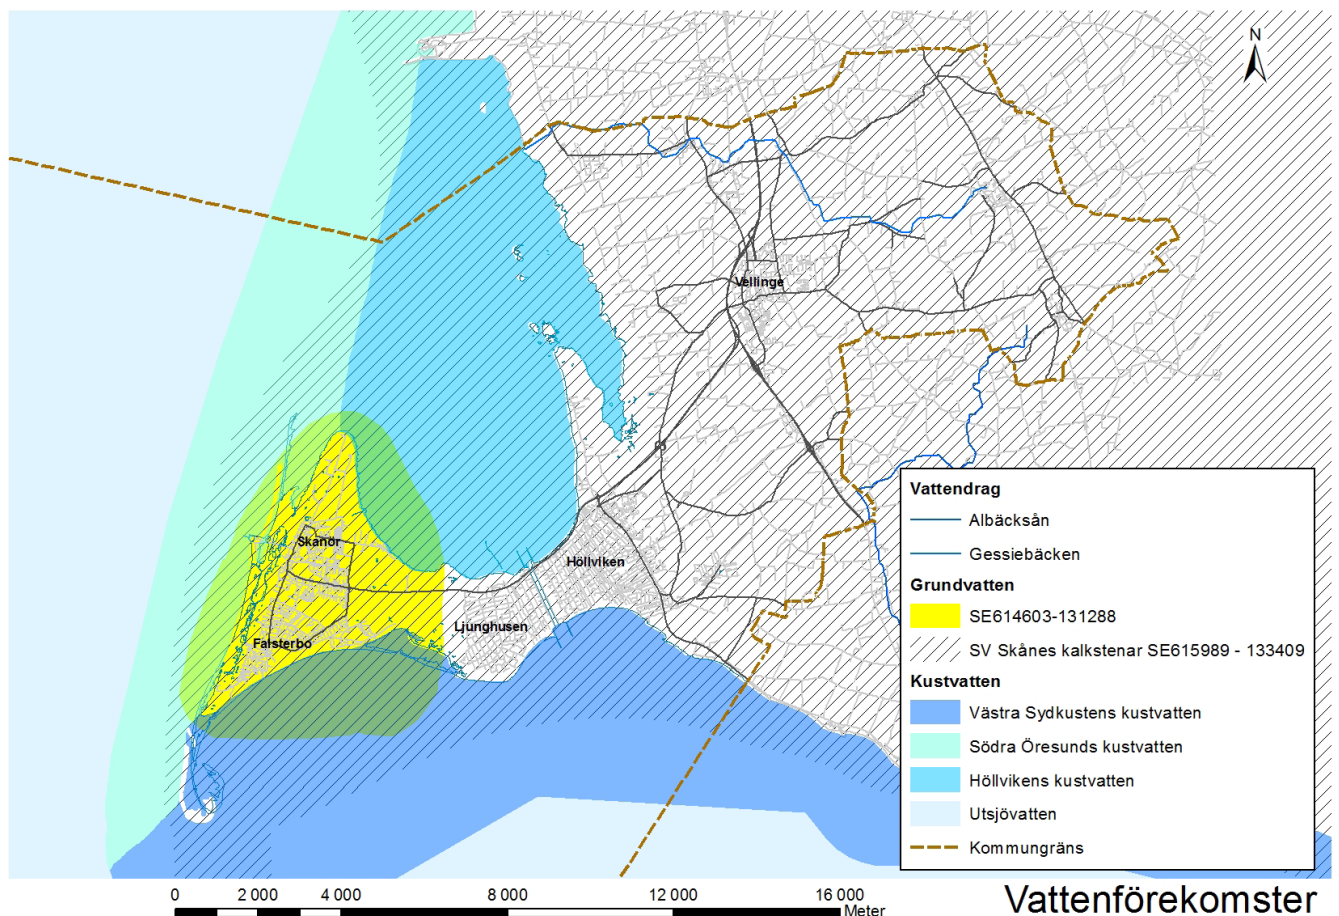 N
Vellinge
Skanör
Höllviken
Ljunghusen
Falsterbo
Vattendrag
Albäcksån
Gessiebäcken
Grundvatten
SE614603-131288
SV Skånes kalkstenar SE615989 - 133409
Kustvatten
Västra Sydkustens kustvatten
Södra Öresunds kustvatten
Höllvikens kustvatten
Utsjövatten
Kommungräns
0 2 000 4 000 8 000 12 000 16 000
Meter
Vattenförekomster